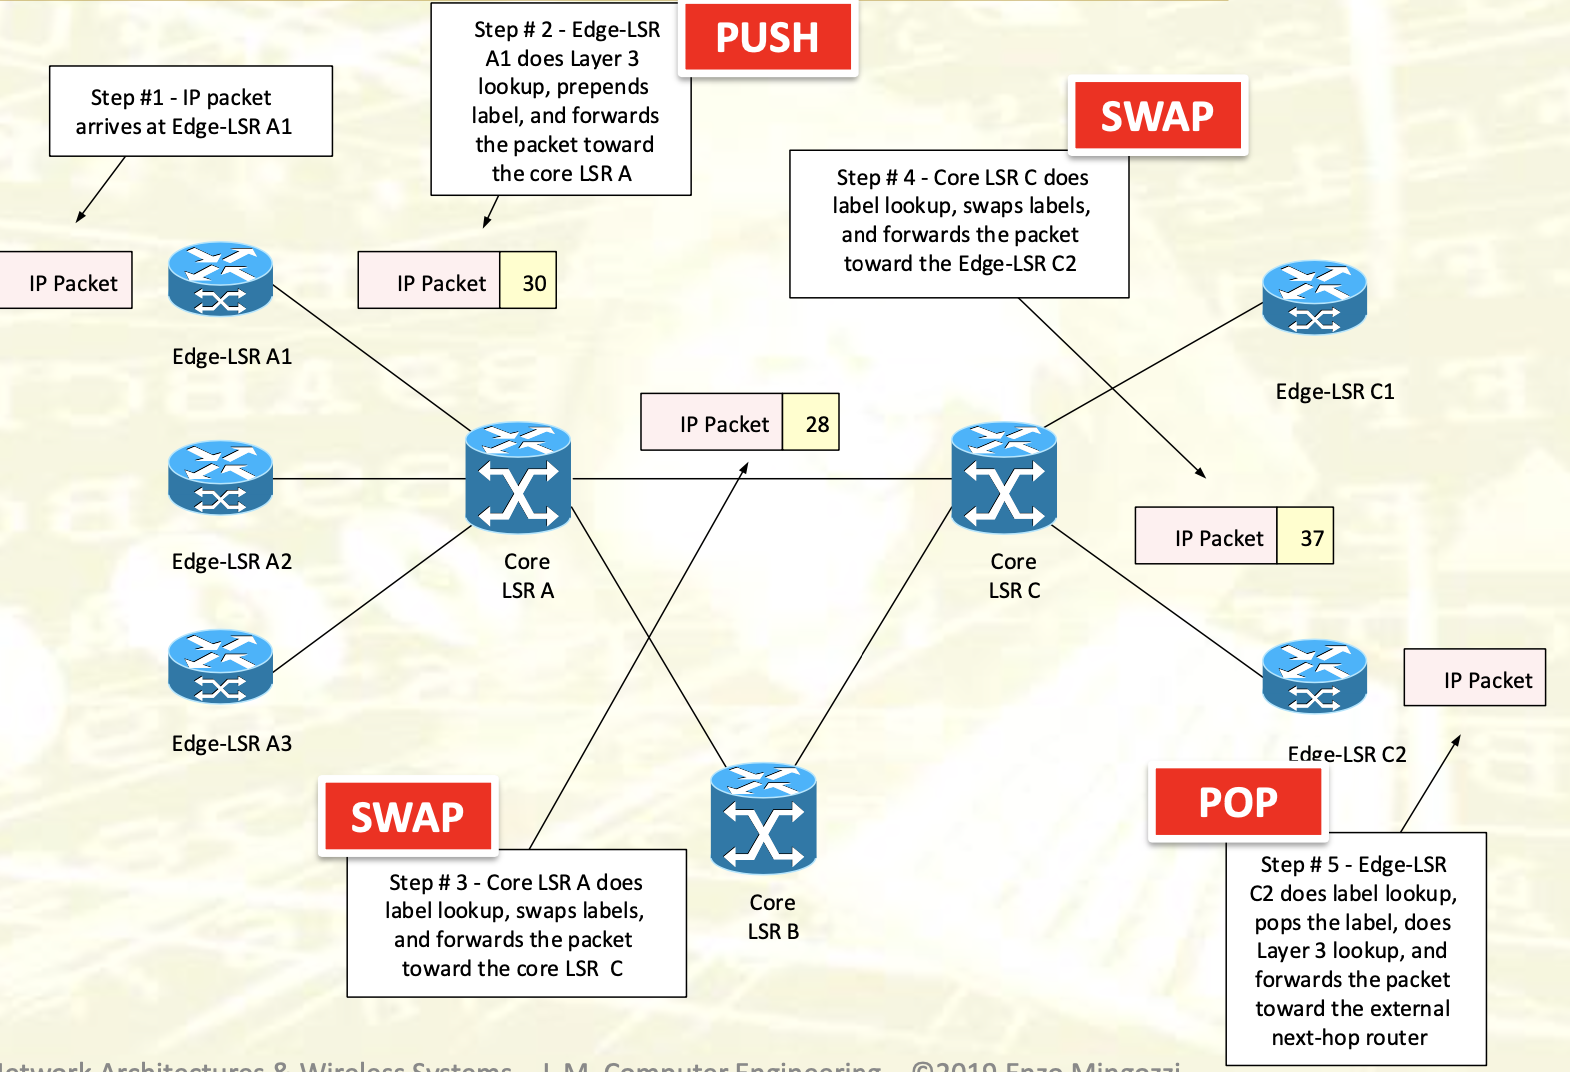 Step # 2 - Edge-LSR
A1 does Layer 3
lookup, prepends
label, and forwards
the packet toward
the core LSR A
PUSH
Step #1 - IP packet
arrives at Edge-LSR A1
SWAP
Step # 4 - Core LSR C does
label lookup, swaps labels,
and forwards the packet
toward the Edge-LSR C2
IP Packet
IP Packet 30
Edge-LSR A1
Edge-LSR C1
IP Packet 28
Edge-LSR A2
Core
LSR A
Core
LSR C
IP Packet 37
Edge-LSR A3
IP Packet
Edge-LSR C2
SWAP
POP
Step # 3 - Core LSR A does
label lookup, swaps labels,
and forwards the packet
toward the core LSR C
Core
LSR B
Step # 5 - Edge-LSR
C2 does label lookup,
pops the label, does
Layer 3 lookup, and
forwards the packet
toward the external
next-hop router
Network Architectures & Wireless Systems - L.M. Computer Engineering - ©2019 Enzo Mingozzi